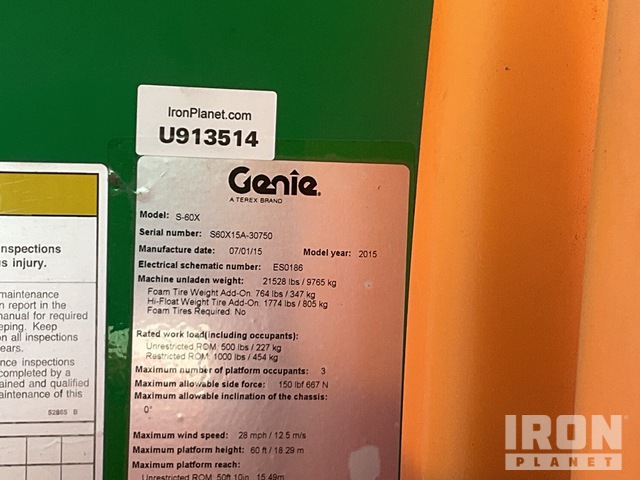 IronPlanet.com
U913514
Genie
A TEREX BRAND
Model: S-60X
Serial number: S60X15A-30750
Manufacture date: 07/01/15 Model year: 2015
Electrical schematic number: ES0186
Machine unladen weight: 21528 lbs / 9765 kg
Foam Tire Weight Add-On: 764 lbs / 347 kg
Hi-Float Weight Tire Add-On: 1774 lbs / 805 kg
Foam Tires Required: No
Rated work load(including occupants):
Unrestricted ROM: 500 lbs / 227 kg
Restricted ROM: 1000 lbs / 454 kg
Maximum number of platform occupants: 3
Maximum allowable side force: 150 lbf 667 N
Maximum allowable inclination of the chassis:
0°
Maximum wind speed: 28 mph / 12.5 m/s
Maximum platform height: 60 ft / 18.29 m
Maximum platform reach:
Unrestricted ROM: 50ft 10in 15.49m
nspections
s injury.
maintenance
n report in the
manual for required
eping. Keep
n all inspections
ears.
ce inspections
completed by a
ained and qualified
aintenance of this
52865 B
IRON
PLANET